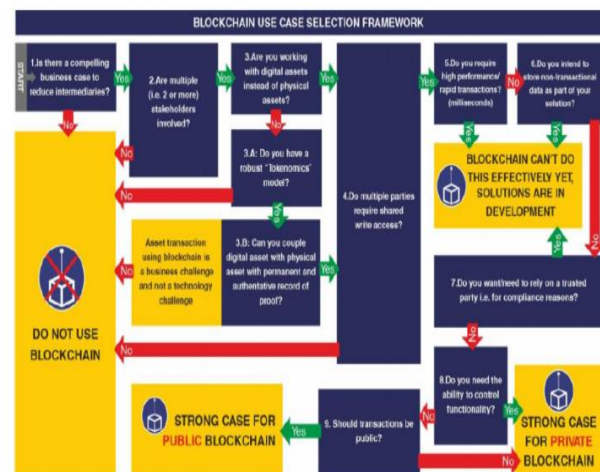 BLOCKCHAIN USE CASE SELECTION FRAMEWORK
START
1.Is there a compelling
business case to
reduce intermediaries?
Yes
No
2. Are multiple
(i.e. 2 or more)
stakeholders
involved?
Yes
No
3.Are you working
with digital assets
instead of physical
assets?
Yes
No
3.A: Do you have a
robust "Tokenomics"
model?
No
Yes
3.B: Can you couple
digital asset with physical
asset with permanent and
authentative record of
proof?
Yes
Asset transaction
using blockchain is
a business challenge
and not a technology
challenge
No
4.Do multiple parties
require shared
write access?
Yes
No
5.Do you require
high performance/
rapid transactions?
(milliseconds)
No
Yes
6.Do you intend to
store non-transactional
data as part of your
solution?
Yes
No
BLOCKCHAIN CAN'T DO
THIS EFFECTIVELY YET,
SOLUTIONS ARE IN
DEVELOPMENT
Yes
7.Do you want/need to rely on a trusted
party i.e. for compliance reasons?
No
8.Do you need the
ability to control
functionality?
Yes
No
9. Should transactions be
public?
Yes
No
STRONG CASE FOR
PUBLIC BLOCKCHAIN
STRONG CASE
FOR PRIVATE
BLOCKCHAIN
DO NOT USE
BLOCKCHAIN